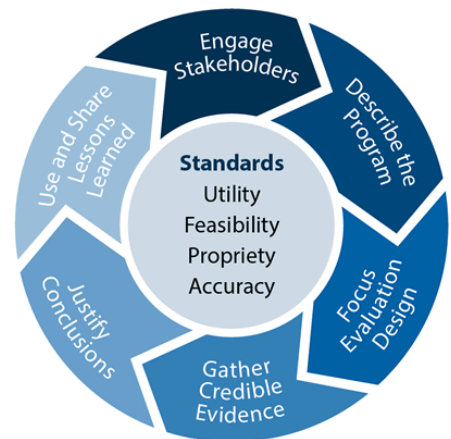 Engage
Stakeholders
Describe the
Program
Focus
Evaluation
Design
Gather
Credible
Evidence
Justify
Conclusions
Use and Share
Lessons
Learned
Standards
Utility
Feasibility
Propriety
Accuracy